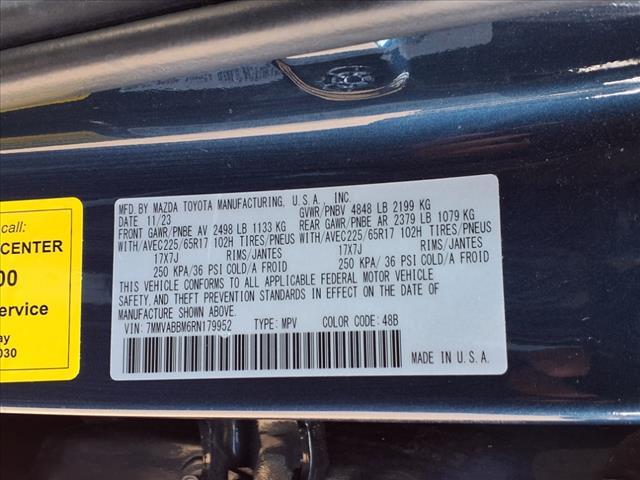 MFD. BY MAZDA TOYOTA MANUFACTURING, U.S.A. INC.
DATE 11/23 GVWR/PNBV 4848 LB 2199 KG
FRONT GAWR/PNBE AV 2498 LB 1133 KG REAR GAWR/PNBE AR 2379 LB 1079 KG
WITH/AVEC225/65R17 102H TIRES/PNEUS WITH/AVEC225/65R17 102H TIRES/PNEUS
17X7J RIMS/JANTES 17X7J RIMS/JANTES
250 KPA/36 PSI COLD/A FROID 250 KPA/36 PSI COLD/A FROID
THIS VEHICLE CONFORMS TO ALL APPLICABLE FEDERAL MOTOR VEHICLE
SAFETY, AND THEFT PREVENTION STANDARDS IN EFFECT ON THE DATE OF
MANUFACTURE SHOWN ABOVE.
VIN: 7MMVABBM6RN179952 TYPE: MPV COLOR CODE: 48B
MADE IN U.S.A.
call:
CENTER
00
ervice
ay
030